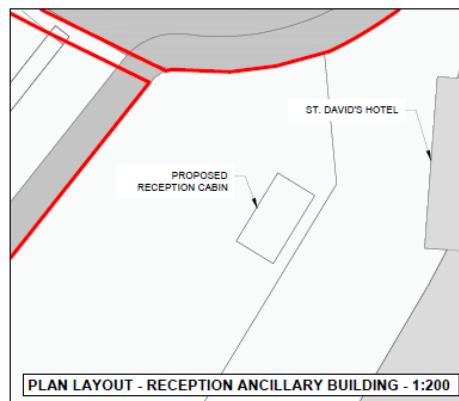 ST. DAVID'S HOTEL
PROPOSED
RECEPTION CABIN
PLAN LAYOUT - RECEPTION ANCILLARY BUILDING - 1:200